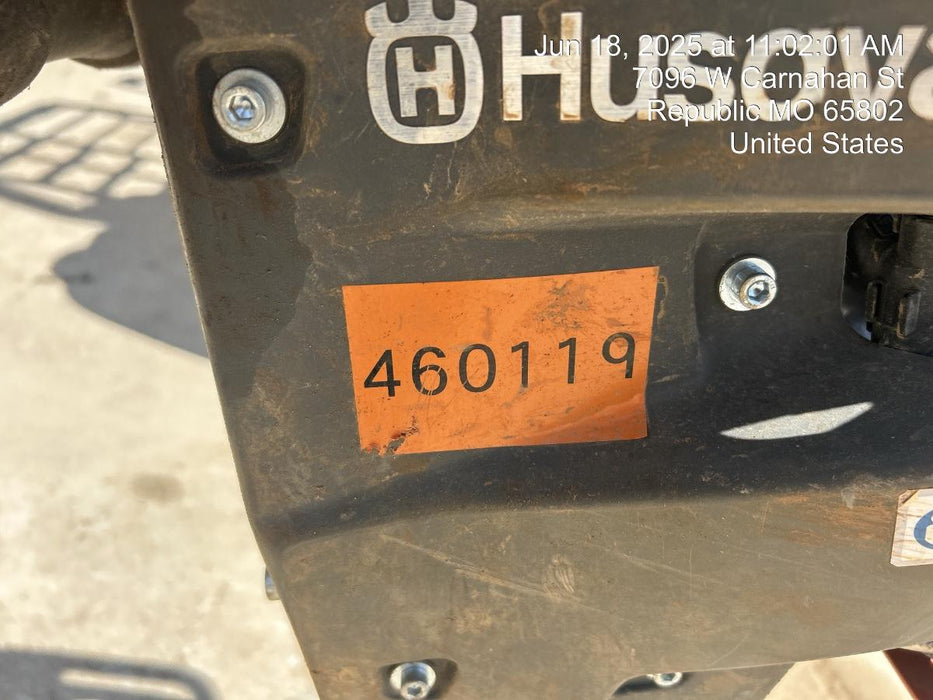 Husqva
Jun 18, 2025 at 11:02:01 AM
7096 W Carnahan St
Republic MO 65802
United States
460119